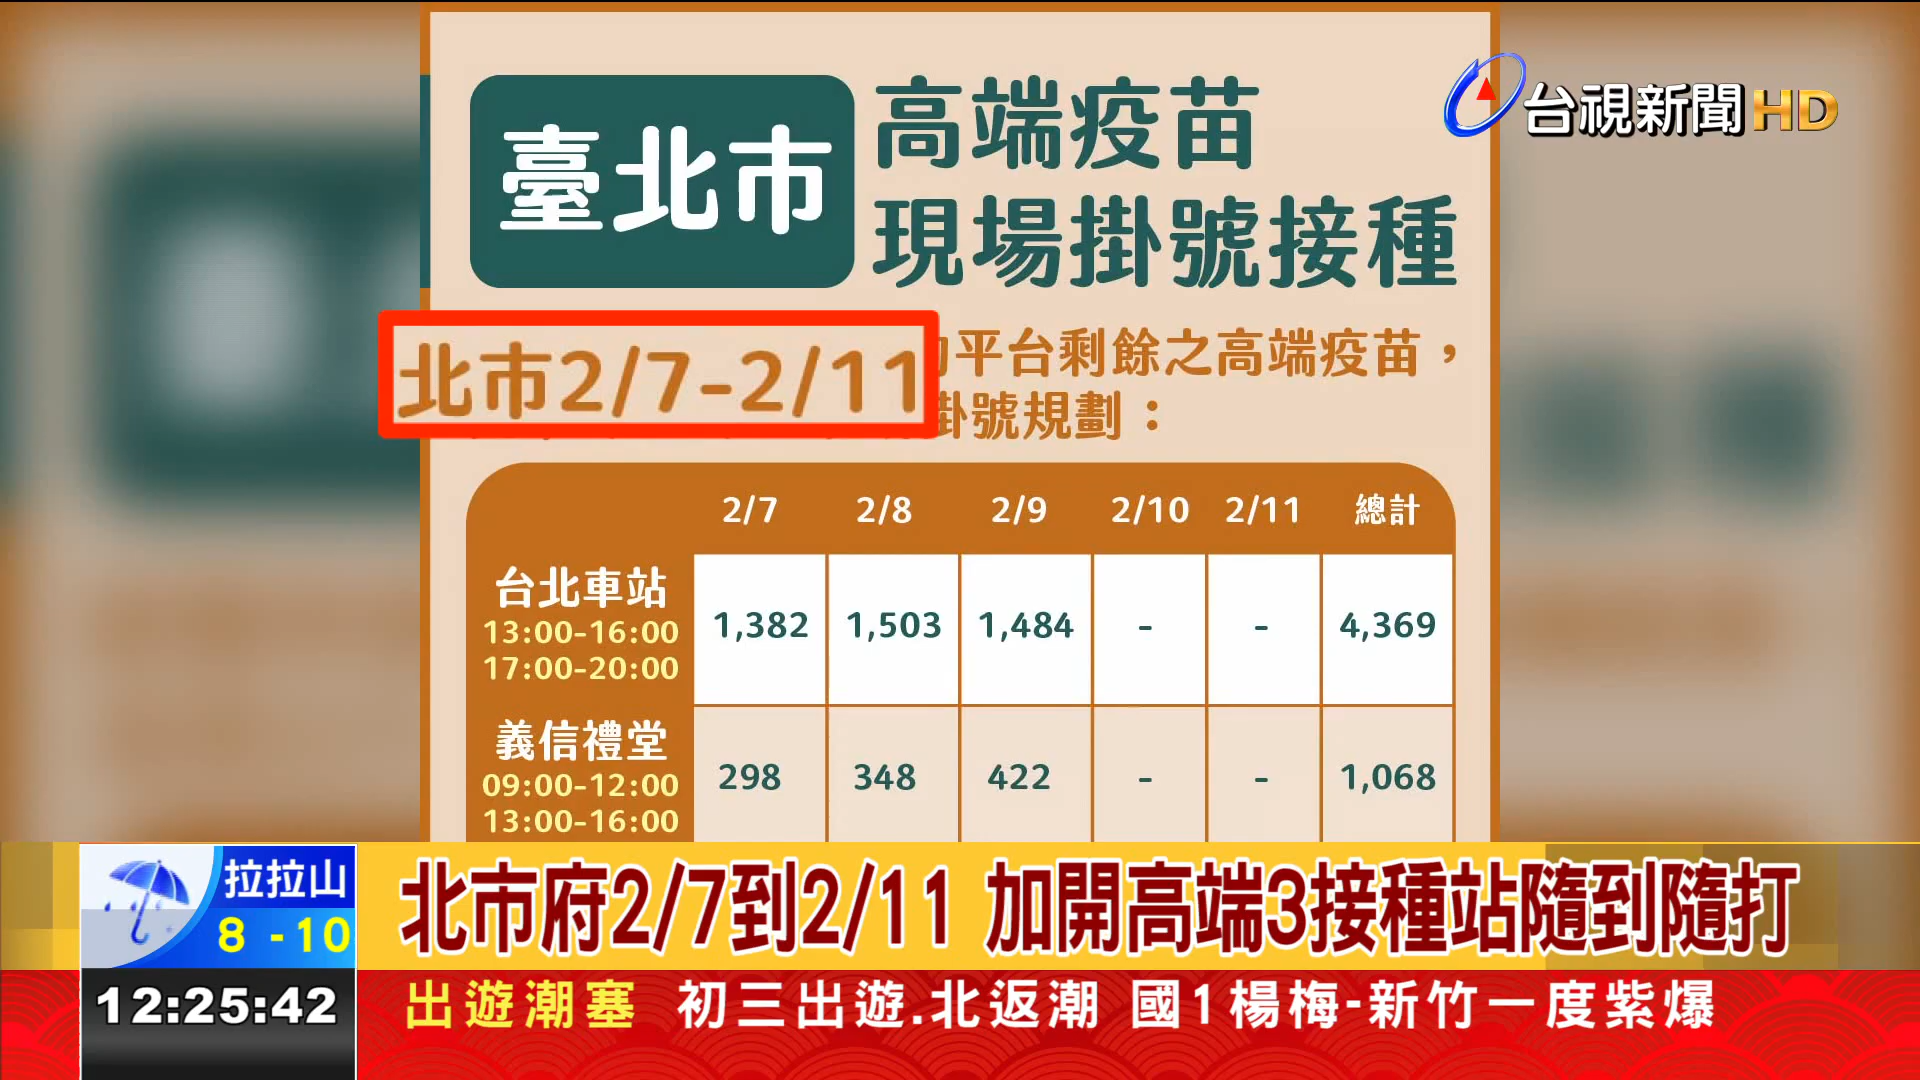 臺北市
高端疫苗
現場掛號接種
台視新聞HD
北市2/7-2/11
平台剩餘之高端疫苗，
掛號規劃：
2/7 2/8 2/9 2/10 2/11 總計
台北車站
13:00-16:00
17:00-20:00
1,382 1,503 1,484 - - 4,369
義信禮堂
09:00-12:00
13:00-16:00
298 348 422 - - 1,068
拉拉山
8 -10
北市府2/7到2/11 加開高端3接種站隨到隨打
12:25:42
出遊潮塞 初三出遊.北返潮 國1楊梅-新竹一度紫爆